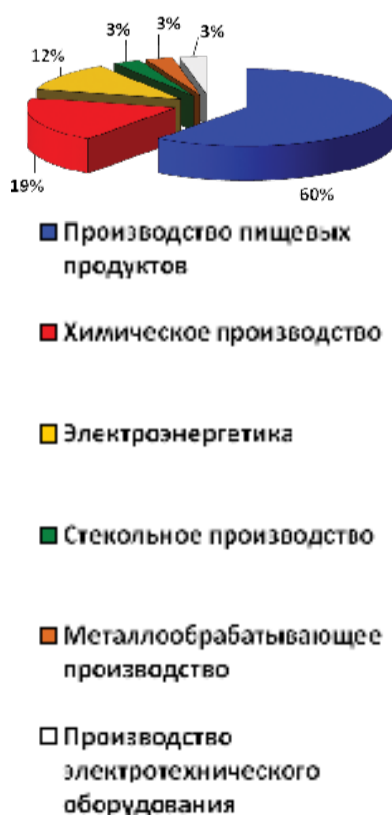 3%
3%
3%
12%
19%
60%
Производство пищевых
продуктов
Химическое производство
Электроэнергетика
Стекольное производство
Металлообрабатывающее
производство
Производство
электротехнического
оборудования